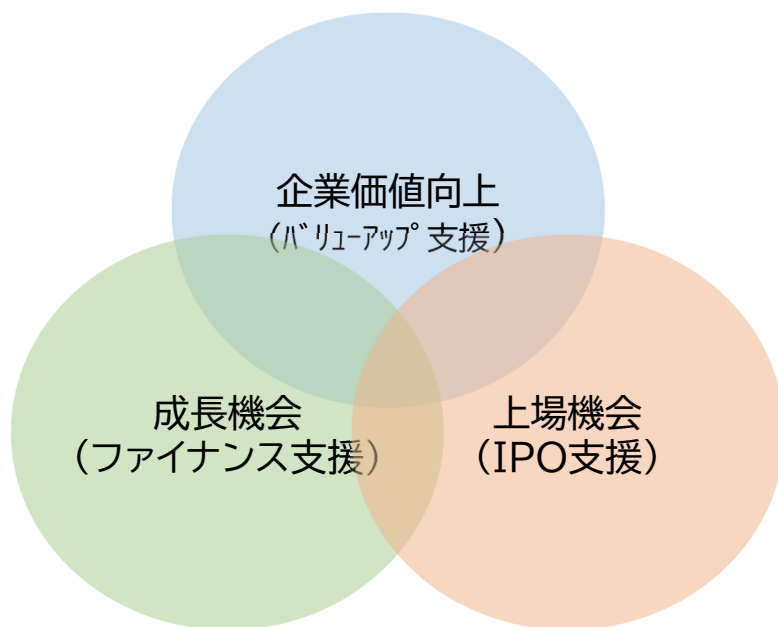 企業価値向上
（ﾊﾞﾘｭｰｱｯﾌﾟ支援）
成長機会
（ファイナンス支援）
上場機会
（IPO支援）